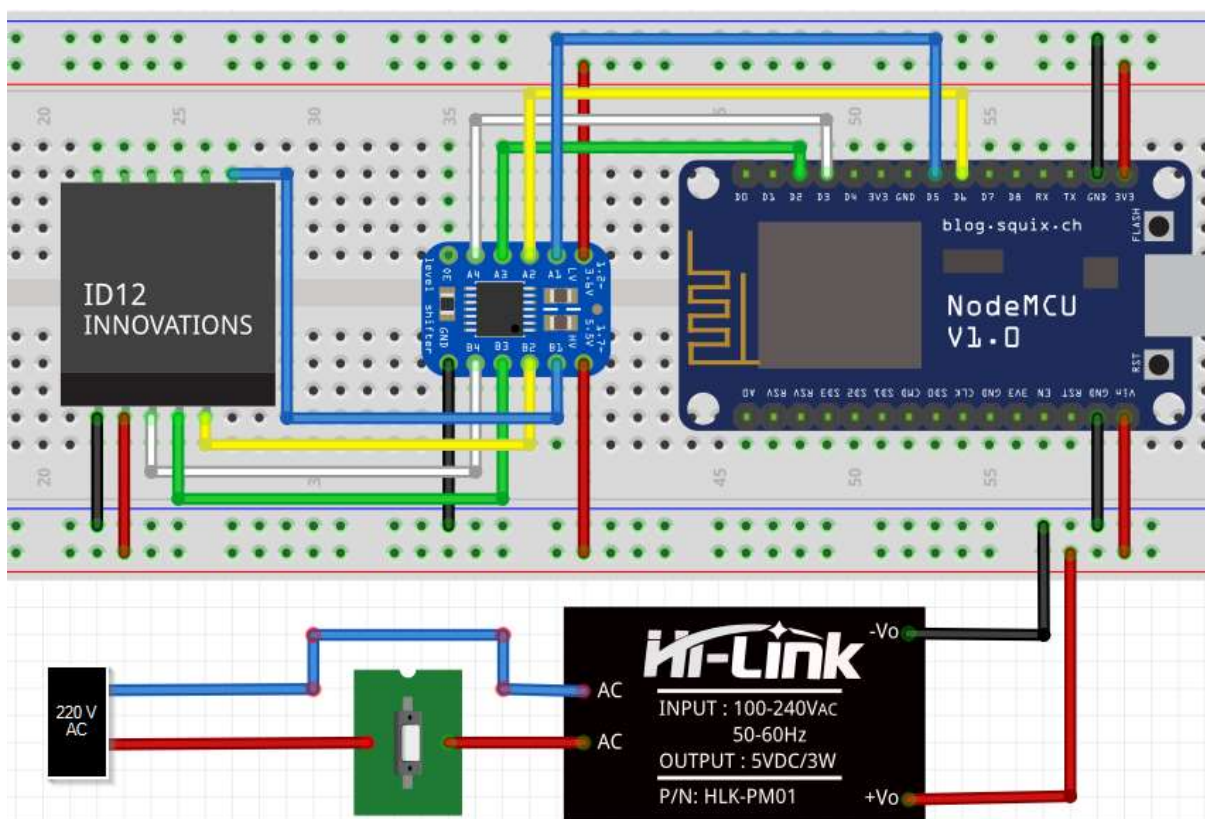 20
25
30
35
50
55
D0 D1 D2 D3 D4 3V3 GND D5 D6 D7 D8 RX TX GND 3V3
blog.squix.ch
FLASH
ID12
INNOVATIONS
OE A4 A3 A2 A1 LV
1.2-
3.6V
level shifter
NodeMCU
V1.0
GND B4 B3 B2 B1 HV
1.7-
5.5V
RST
A0 RSV RSV SD3 SD2 SD1 CMD SD0 CLK GND 3V3 EN RST GND Vin
20
3
45
50
55
220 V
AC
AC
AC
Hi-Link
INPUT : 100-240VAC
50-60Hz
OUTPUT : 5VDC/3W
P/N: HLK-PM01
-Vo
+Vo